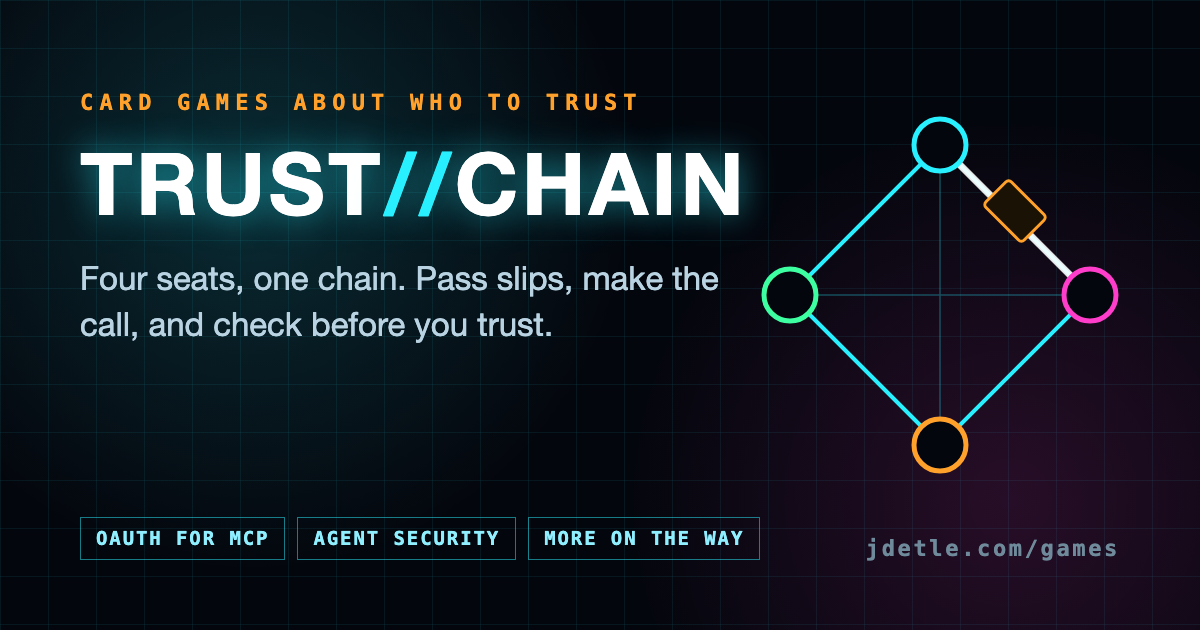 CARD GAMES ABOUT WHO TO TRUST
TRUST//CHAIN
Four seats, one chain. Pass slips, make the
call, and check before you trust.
OAUTH FOR MCP
AGENT SECURITY
MORE ON THE WAY
jdetle.com/games